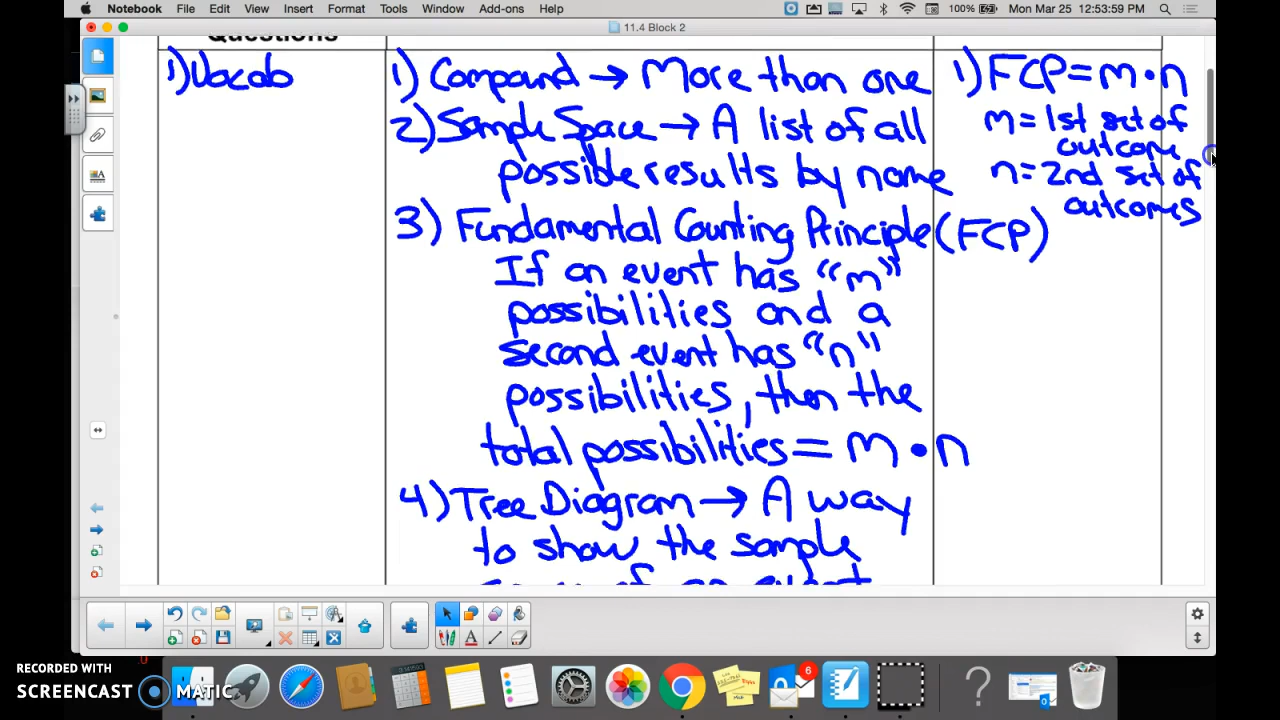 Notebook File Edit View Insert Format Tools Window Add-ons Help 100% Mon Mar 25 12:53:59 PM
11.4 Block 2
Questions
1) Vocab
1) Compound → More than one
2) Sample Space → A list of all
possible results by name
3) Fundamental Counting Principle (FCP)
If an event has "m"
possibilities and a
second event has "n"
possibilities, then the
total possibilities = m • n
4) Tree Diagram → A way
to show the sample
1) FCP = m • n
m = 1st set of
outcome
n = 2nd set of
outcomes
6
RECORDED WITH
SCREENCAST MATIC